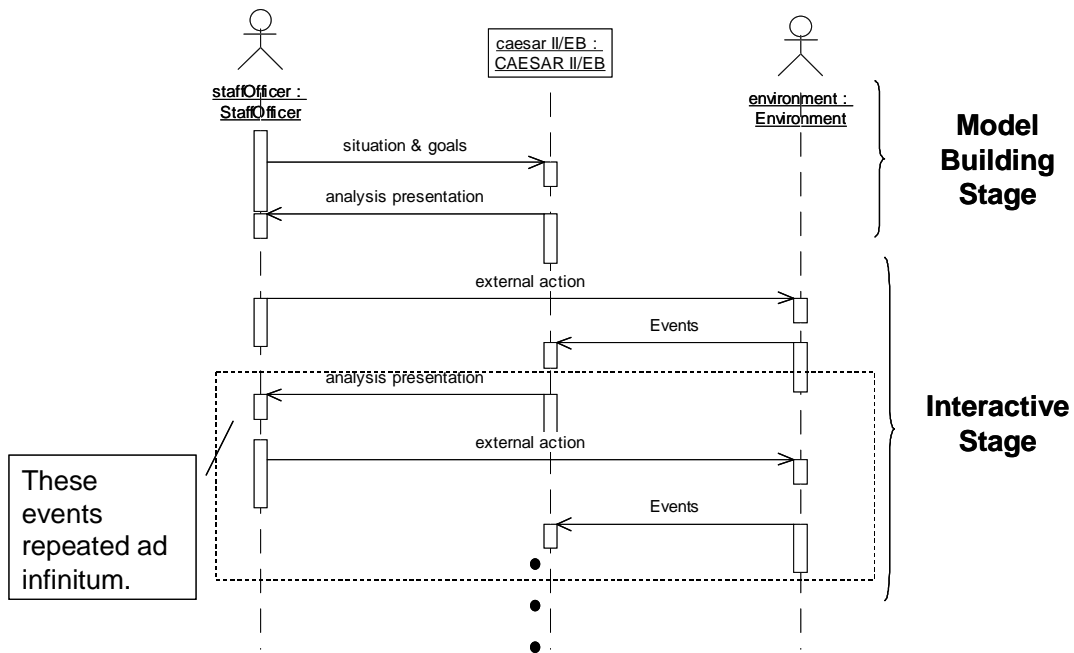 caesar II/EB :
CAESAR II/EB
staffOfficer :
StaffOfficer
environment :
Environment
situation & goals
analysis presentation
Model
Building
Stage
external action
Events
analysis presentation
external action
Events
Interactive
Stage
These
events
repeated ad
infinitum.